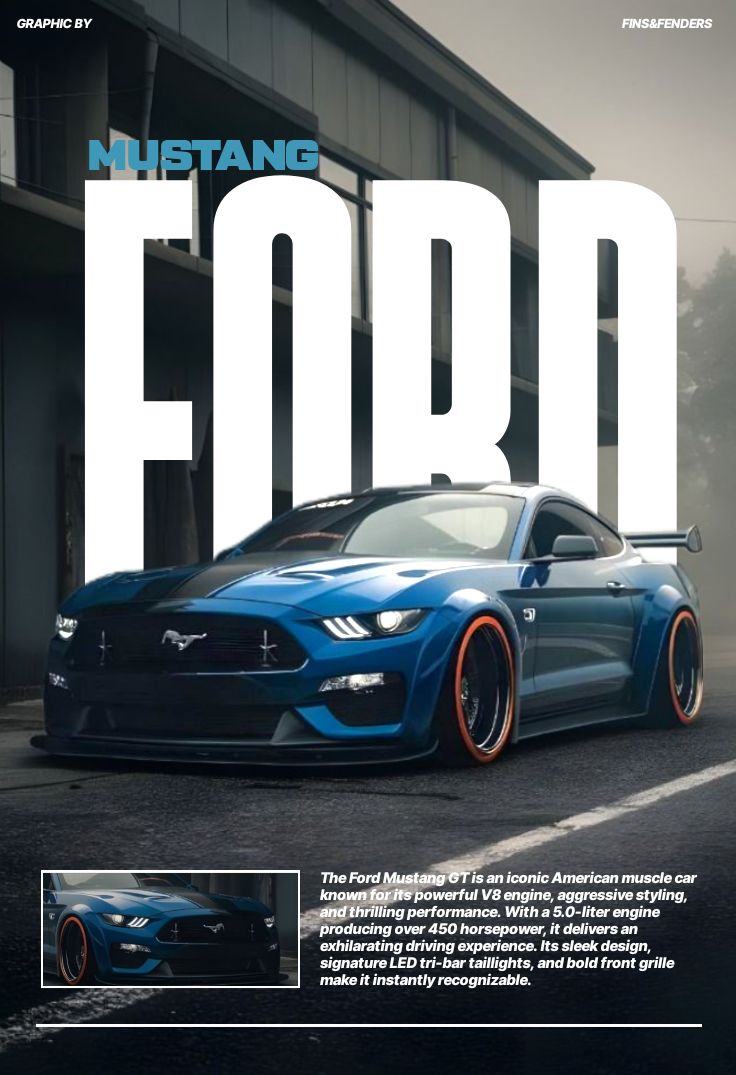 GRAPHIC BY
FINS&FENDERS
MUSTANG
FORD
The Ford Mustang GT is an iconic American muscle car
known for its powerful V8 engine, aggressive styling,
and thrilling performance. With a 5.0-liter engine
producing over 450 horsepower, it delivers an
exhilarating driving experience. Its sleek design,
signature LED tri-bar taillights, and bold front grille
make it instantly recognizable.